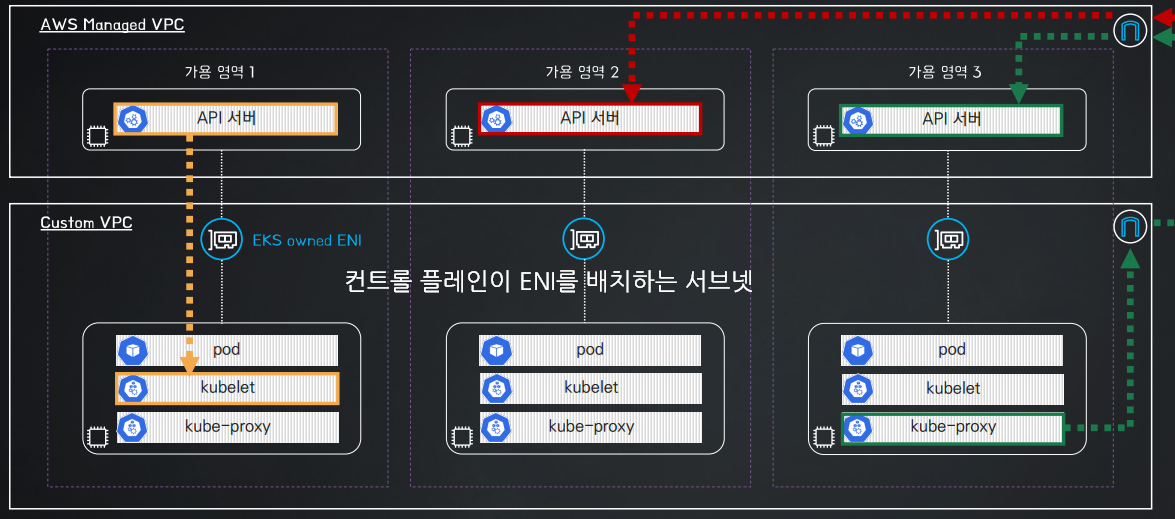 AWS Managed VPC
가용 영역 1
가용 영역 2
가용 영역 3
API 서버
API 서버
API 서버
Custom VPC
EKS owned ENI
컨트롤 플레인이 ENI를 배치하는 서브넷
pod
pod
pod
kubelet
kubelet
kubelet
kube-proxy
kube-proxy
kube-proxy